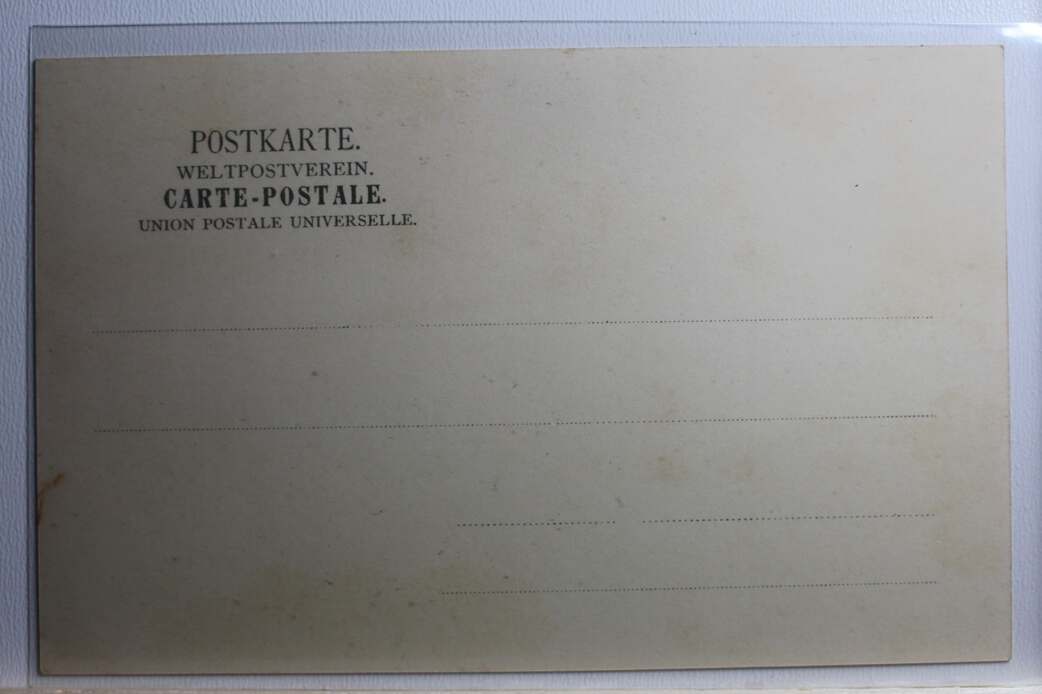 POSTKARTE.
WELTPOSTVEREIN.
CARTE-POSTALE.
UNION POSTALE UNIVERSELLE.